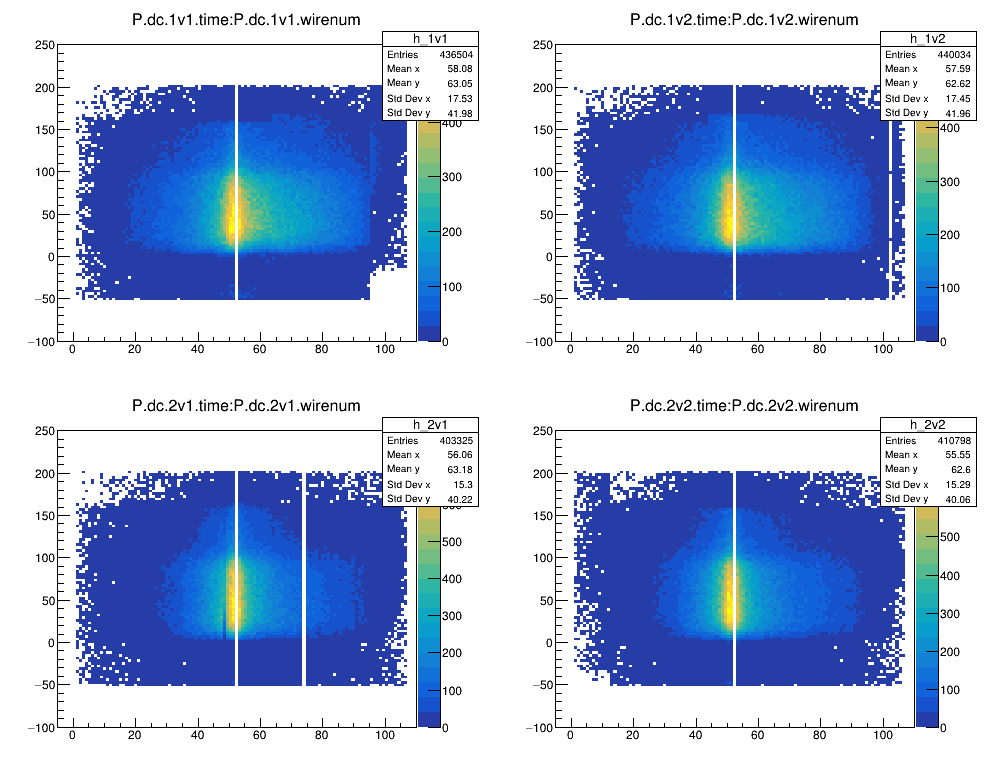 P.dc.1v1.time:P.dc.1v1.wirenum
h_1v1
Entries 436504
Mean x 58.08
Mean y 63.05
Std Dev x 17.53
Std Dev y 41.98
250
200
150
100
50
0
−50
−100
0 20 40 60 80 100
400
300
200
100
0
P.dc.1v2.time:P.dc.1v2.wirenum
h_1v2
Entries 440034
Mean x 57.59
Mean y 62.62
Std Dev x 17.45
Std Dev y 41.96
250
200
150
100
50
0
−50
−100
0 20 40 60 80 100
400
300
200
100
0
P.dc.2v1.time:P.dc.2v1.wirenum
h_2v1
Entries 403325
Mean x 56.06
Mean y 63.18
Std Dev x 15.3
Std Dev y 40.22
250
200
150
100
50
0
−50
−100
0 20 40 60 80 100
600
500
400
300
200
100
0
P.dc.2v2.time:P.dc.2v2.wirenum
h_2v2
Entries 410798
Mean x 55.55
Mean y 62.6
Std Dev x 15.29
Std Dev y 40.06
250
200
150
100
50
0
−50
−100
0 20 40 60 80 100
500
400
300
200
100
0